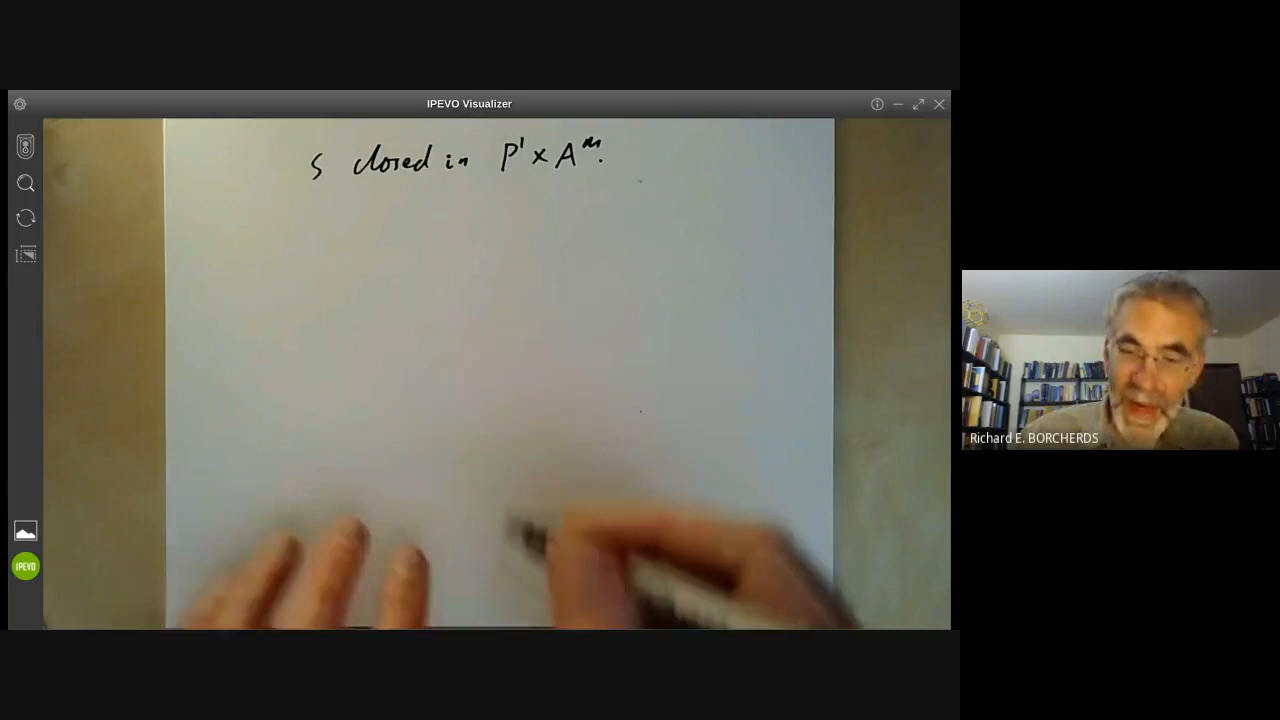 IPEVO Visualizer
S closed in P¹ × Aᵐ.
IPEVO
Richard E. BORCHERDS